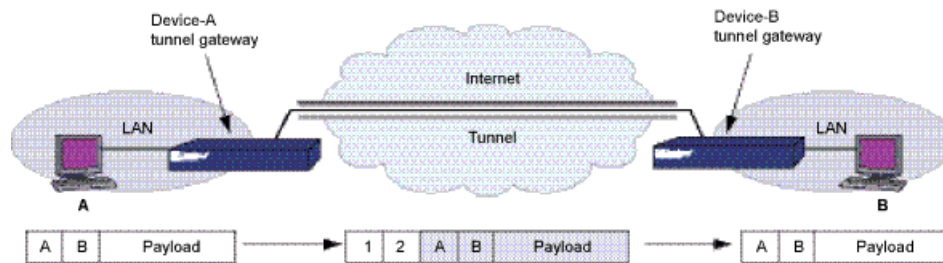 Device-A
tunnel gateway
Device-B
tunnel gateway
Internet
LAN
Tunnel
LAN
A
B
A B Payload
1 2 A B Payload
A B Payload